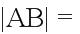 |AB| =